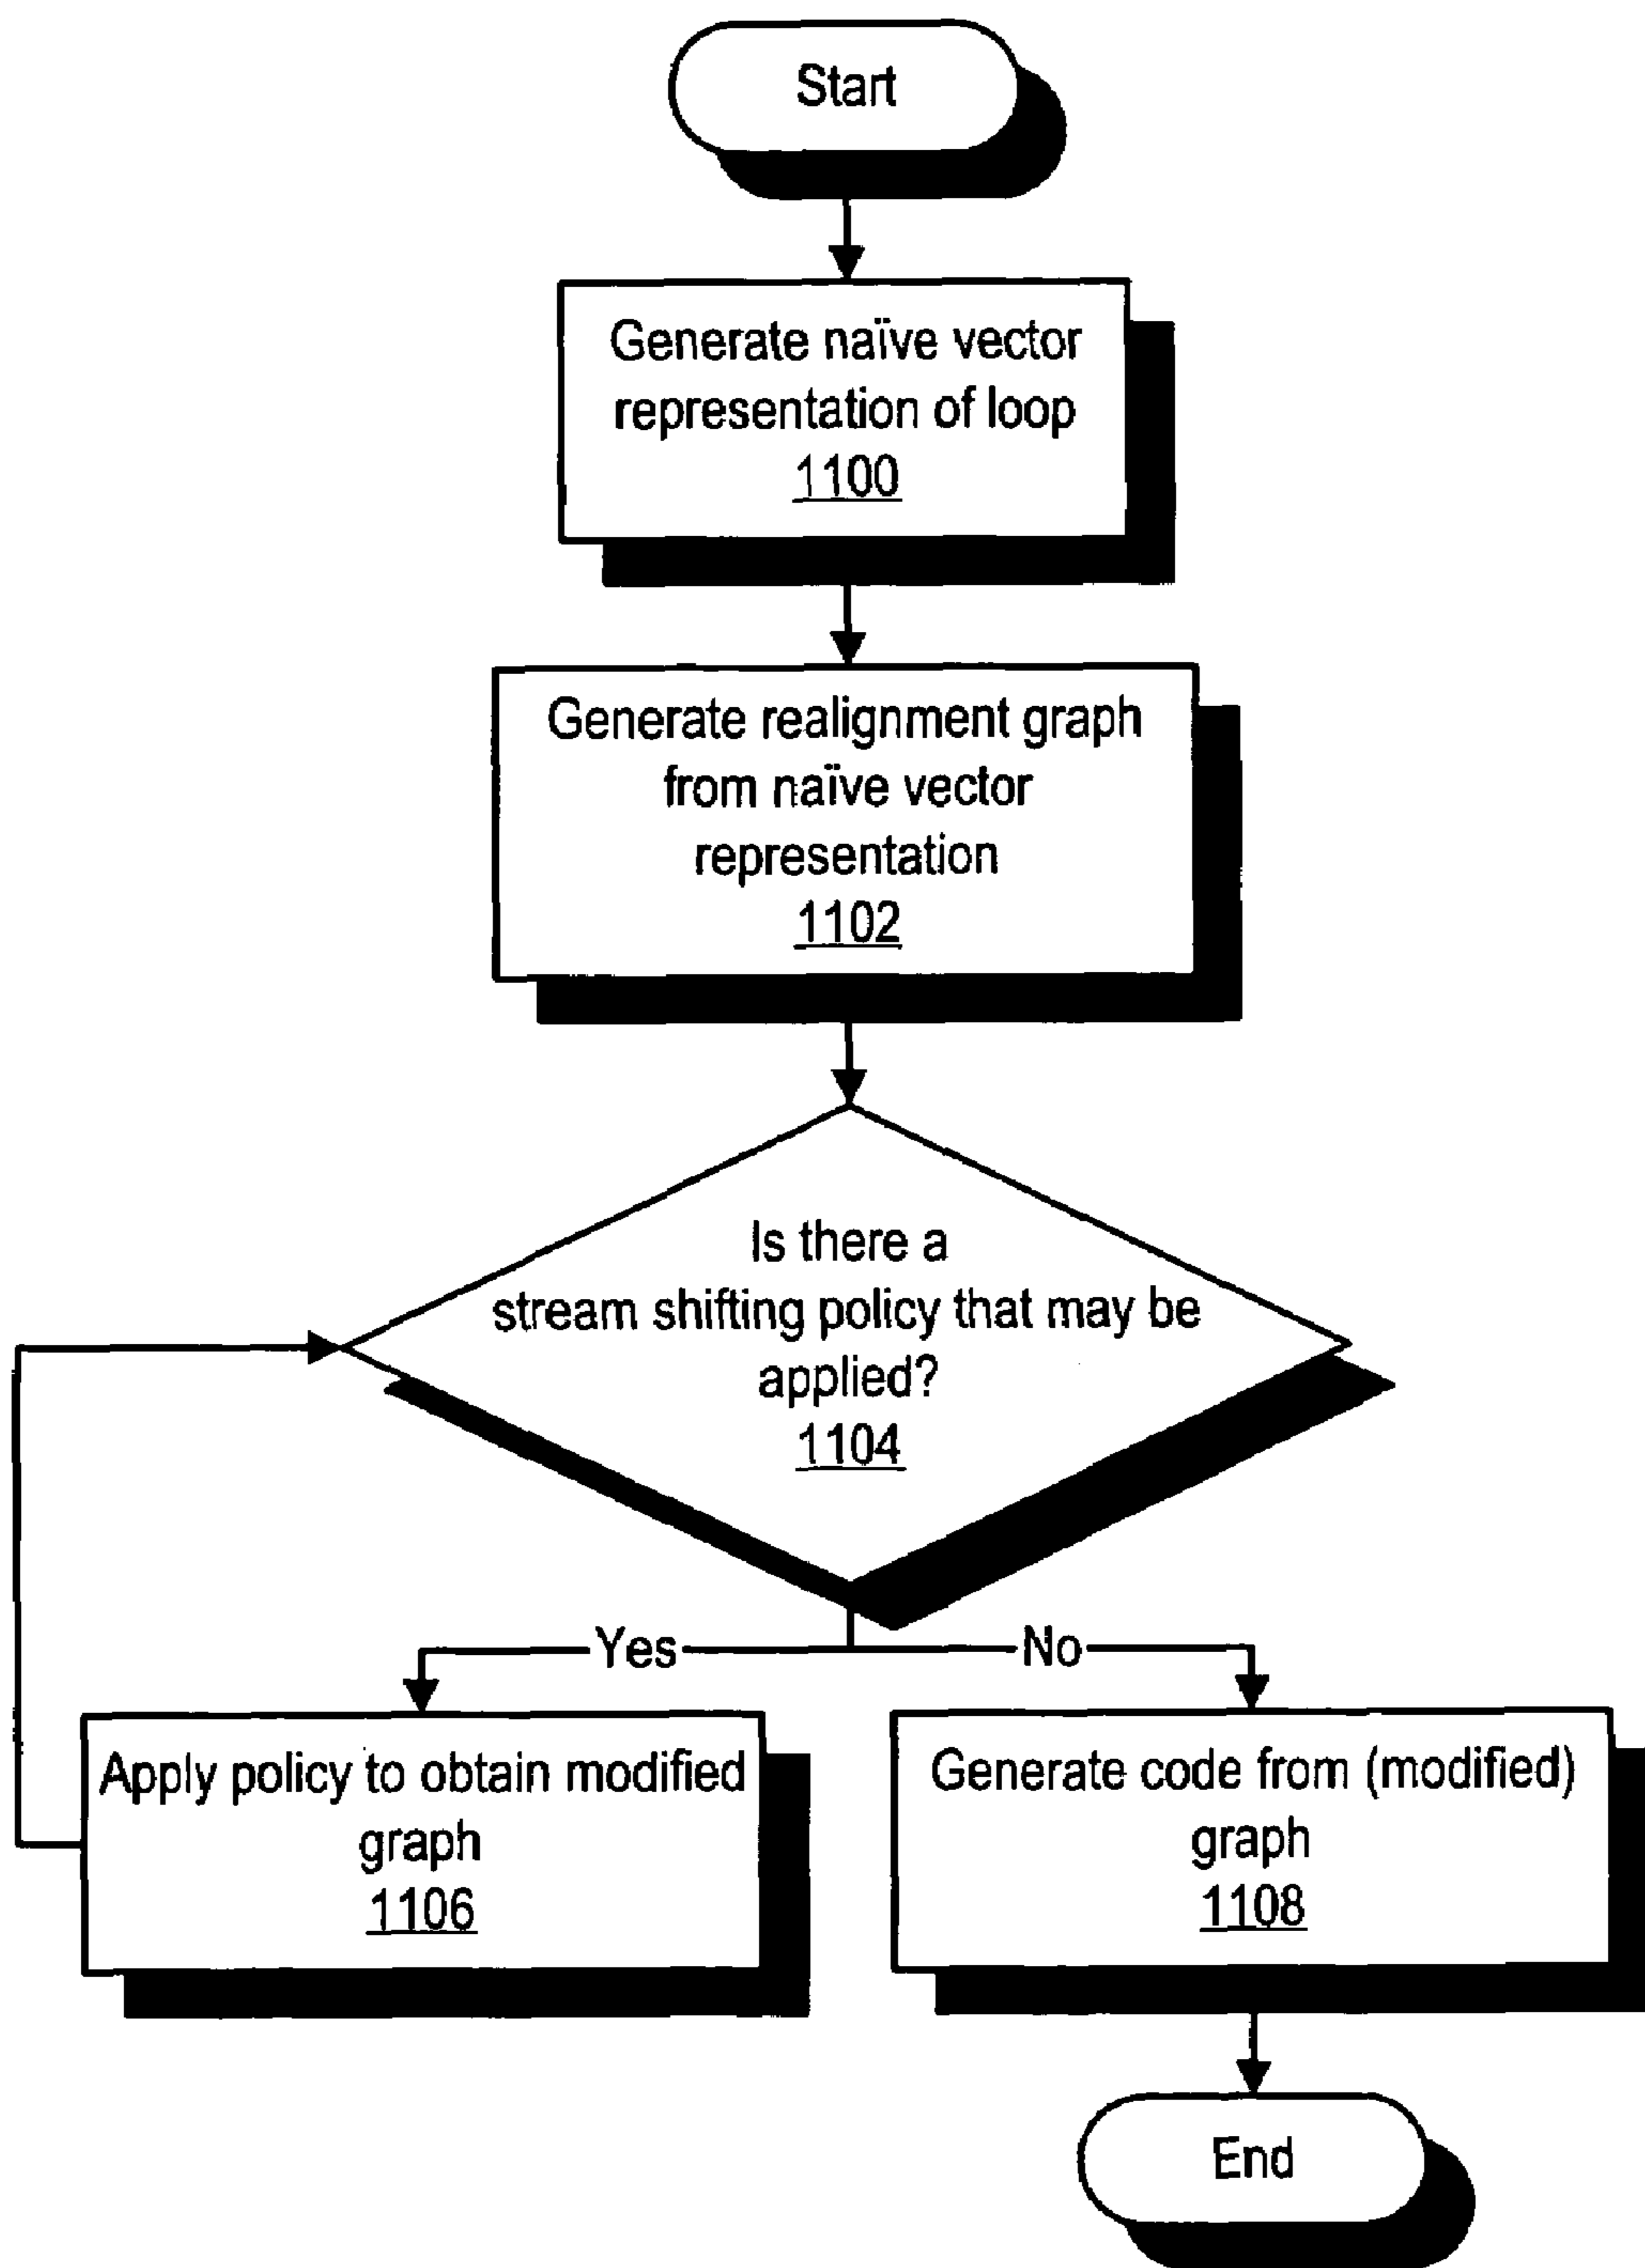 Start
Generate naïve vector
representation of loop
1100
Generate realignment graph
from naïve vector
representation
1102
Is there a
stream shifting policy that may be
applied?
1104
Yes
No
Apply policy to obtain modified
graph
1106
Generate code from (modified)
graph
1108
End